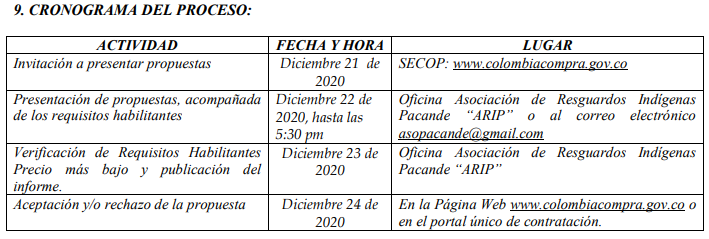 9. CRONOGRAMA DEL PROCESO:
ACTIVIDAD FECHA Y HORA LUGAR
Invitación a presentar propuestas
Diciembre 21 de
2020
SECOP: www.colombiacompra.gov.co
Presentación de propuestas, acompañada
de los requisitos habilitantes
Diciembre 22 de
2020, hasta las
5:30 pm
Oficina Asociación de Resguardos Indígenas
Pacande “ARIP” o al correo electrónico
asopacande@gmail.com
Verificación de Requisitos Habilitantes
Precio más bajo y publicación del
informe.
Diciembre 23 de
2020
Oficina Asociación de Resguardos Indígenas
Pacande “ARIP”
Aceptación y/o rechazo de la propuesta
Diciembre 24 de
2020
En la Página Web www.colombiacompra.gov.co o
en el portal único de contratación.